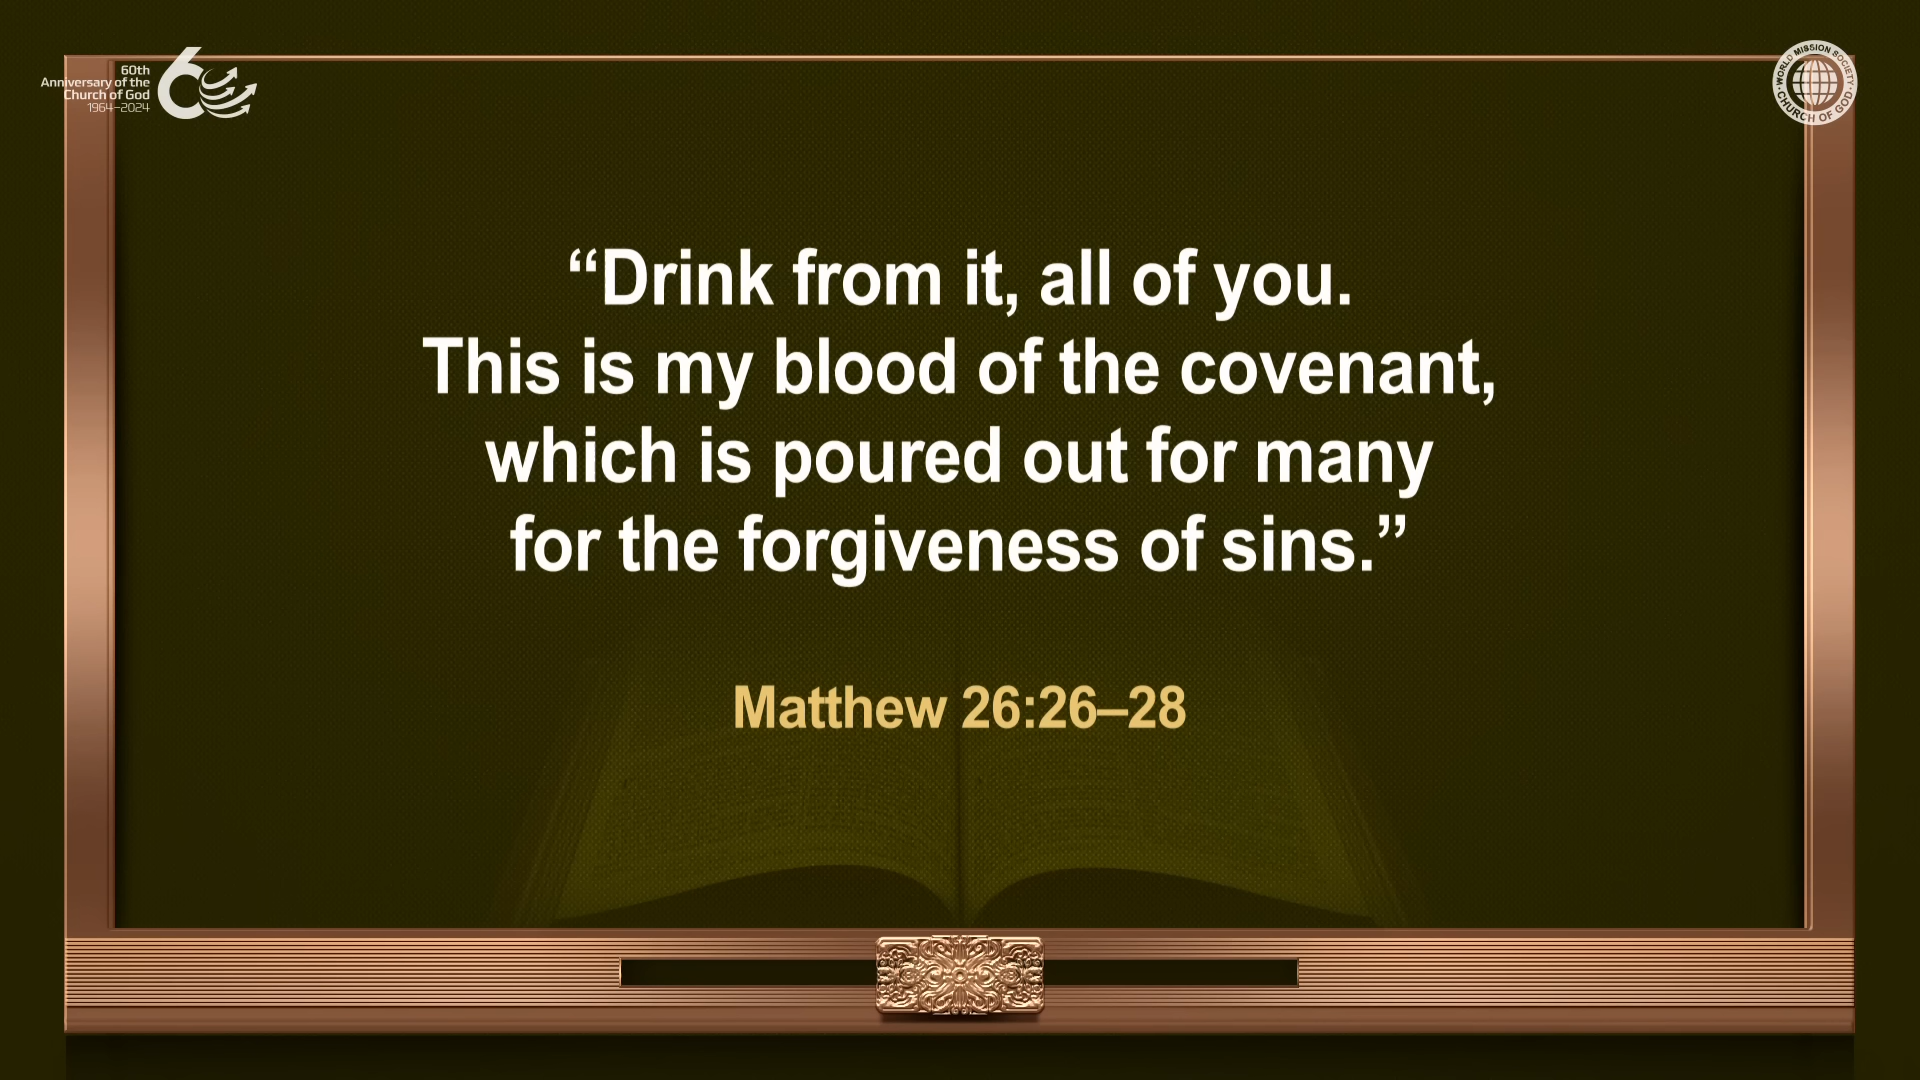 60th
Anniversary of the
Church of God
1964–2024
WORLD MISSION SOCIETY
CHURCH OF GOD
“Drink from it, all of you.
This is my blood of the covenant,
which is poured out for many
for the forgiveness of sins.”
Matthew 26:26–28